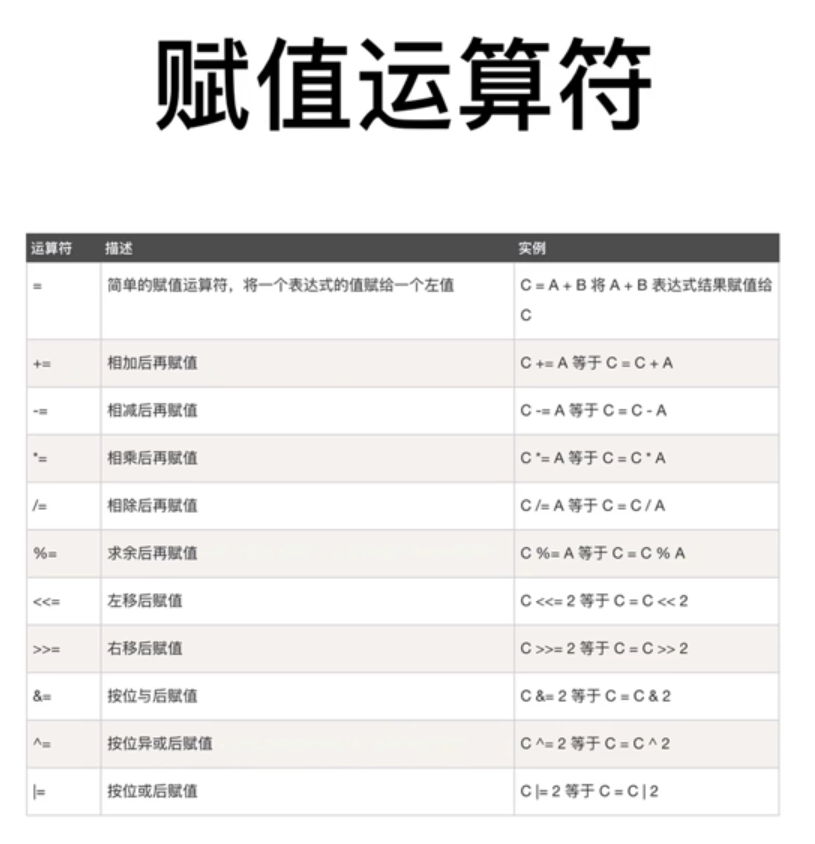 赋值运算符
运算符 描述 实例
= 简单的赋值运算符，将一个表达式的值赋给一个左值 C = A + B 将 A + B 表达式结果赋值给
C
+= 相加后再赋值 C += A 等于 C = C + A
-= 相减后再赋值 C -= A 等于 C = C - A
*= 相乘后再赋值 C *= A 等于 C = C * A
/= 相除后再赋值 C /= A 等于 C = C / A
%= 求余后再赋值 C %= A 等于 C = C % A
<<= 左移后赋值 C <<= 2 等于 C = C << 2
>>= 右移后赋值 C >>= 2 等于 C = C >> 2
&= 按位与后赋值 C &= 2 等于 C = C & 2
^= 按位异或后赋值 C ^= 2 等于 C = C ^ 2
|= 按位或后赋值 C |= 2 等于 C = C | 2